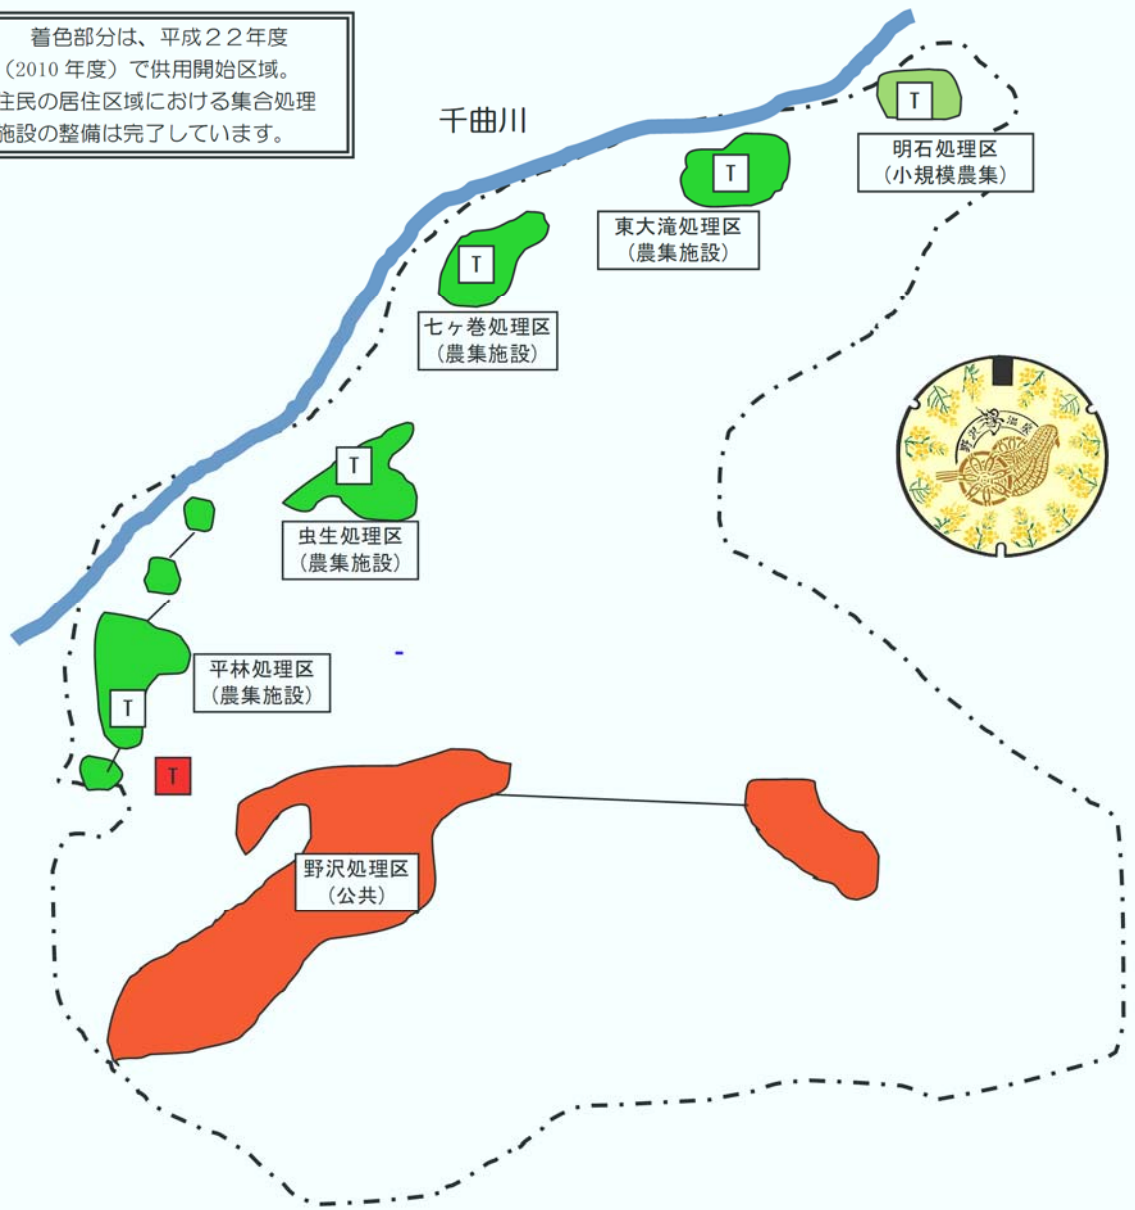 着色部分は、平成２２年度
（2010 年度）で供用開始区域。
住民の居住区域における集合処理
施設の整備は完了しています。
千曲川
T
明石処理区
（小規模農集）
T
東大滝処理区
（農集施設）
T
七ヶ巻処理区
（農集施設）
野沢温泉
T
虫生処理区
（農集施設）
平林処理区
（農集施設）
T
T
野沢処理区
（公共）